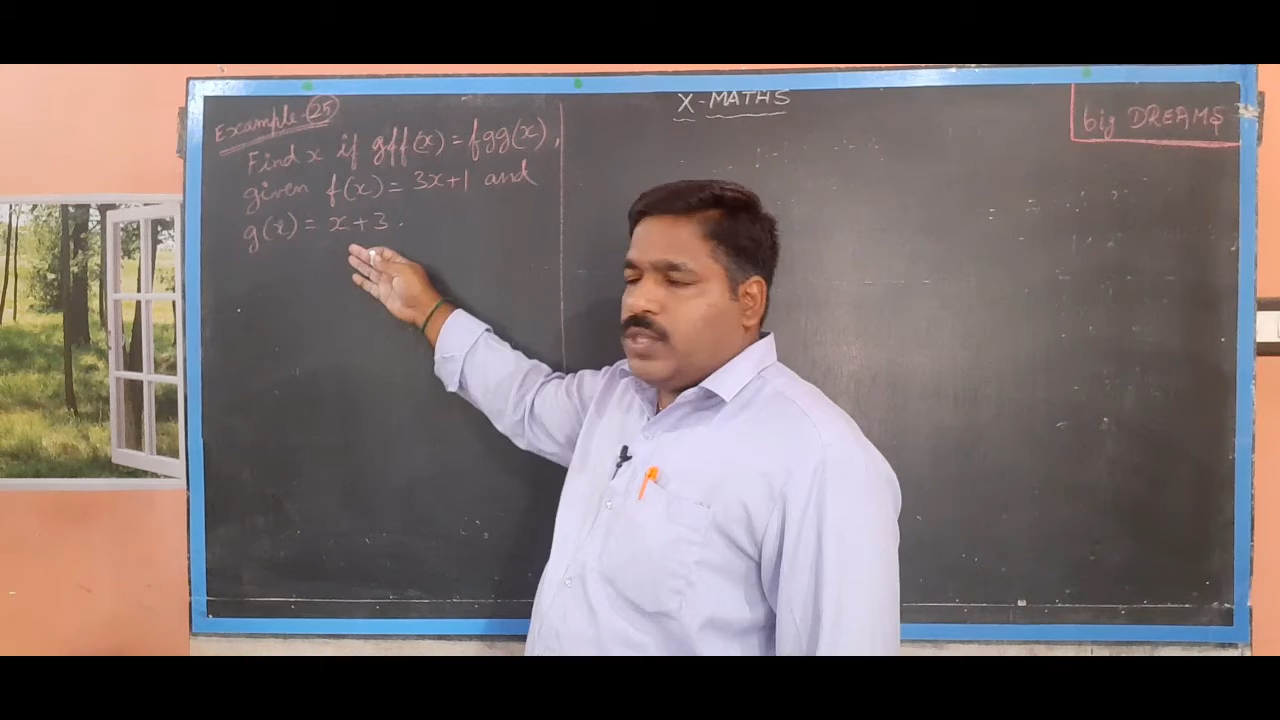 Example - 25
Find x if gff(x) = fgg(x),
given f(x) = 3x+1 and
g(x) = x+3.
X-MATHS
big DREAMS